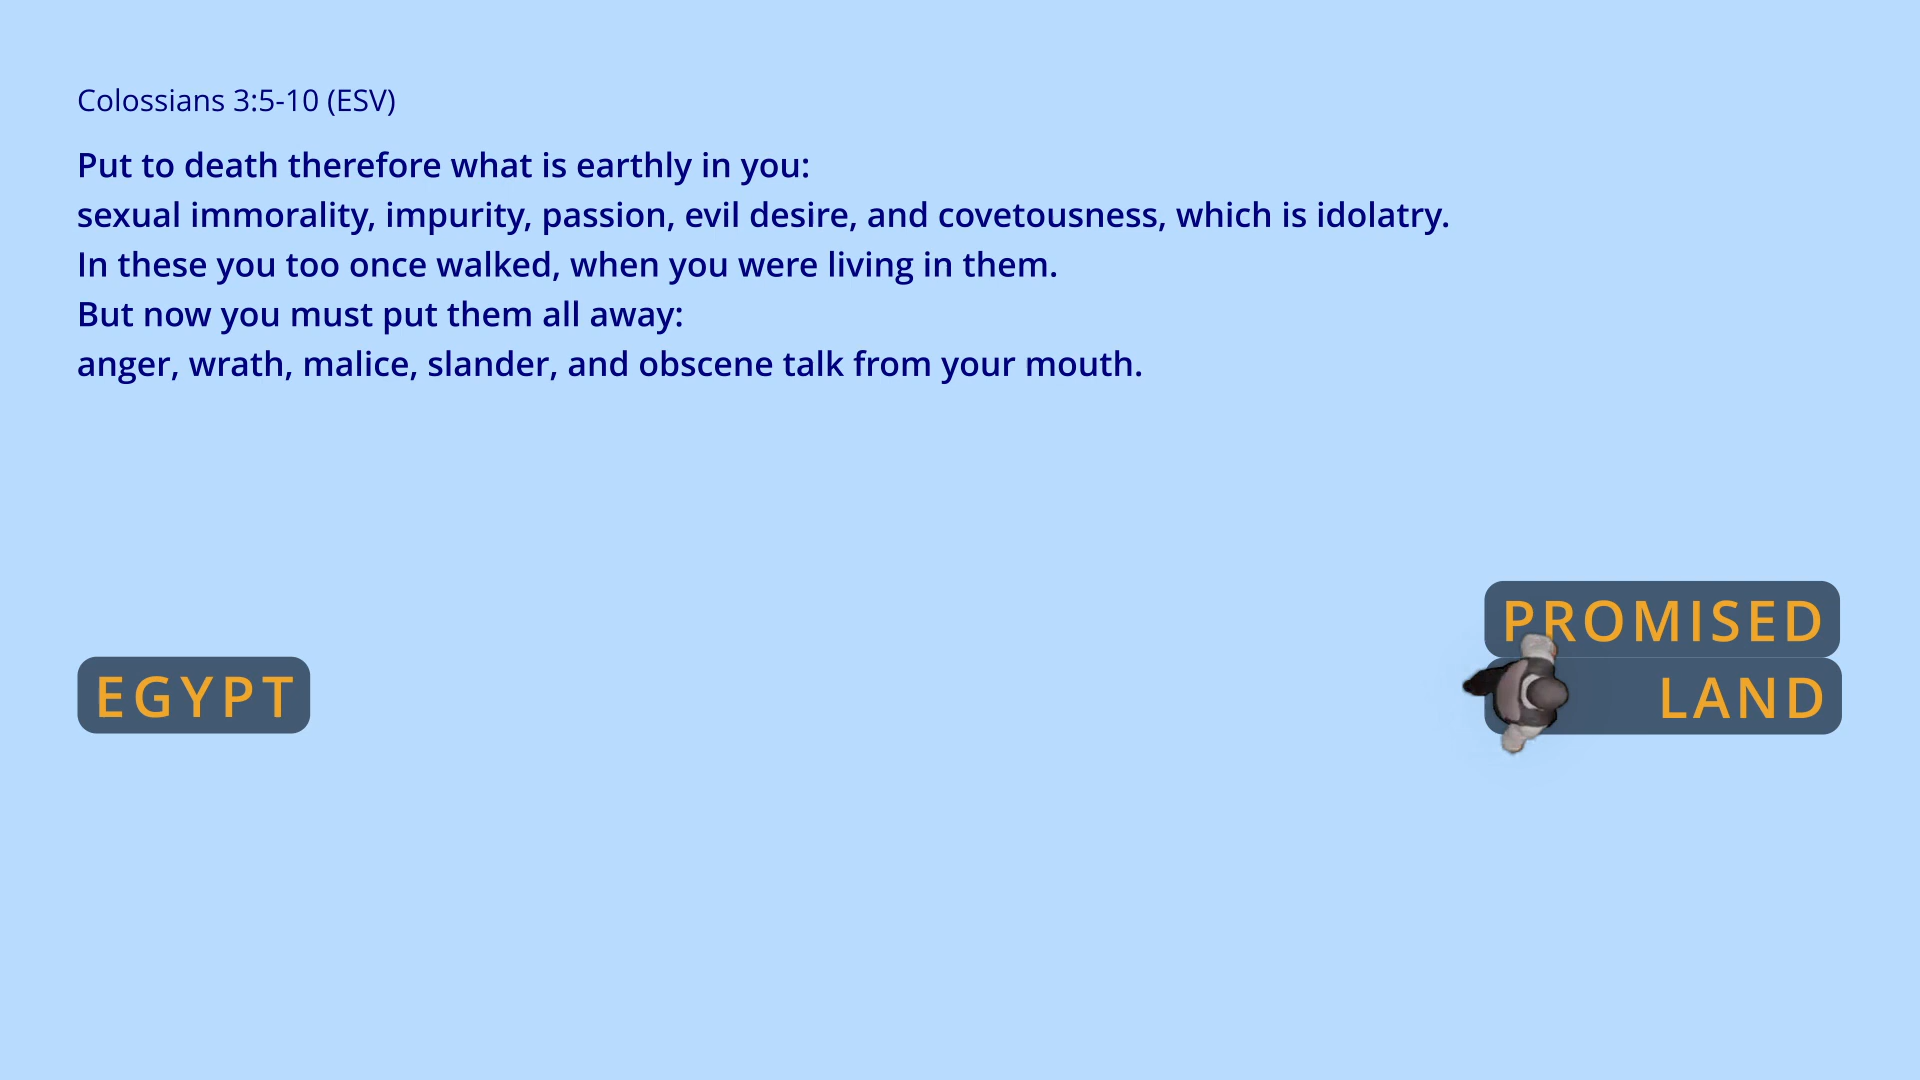 Colossians 3:5-10 (ESV)
Put to death therefore what is earthly in you:
sexual immorality, impurity, passion, evil desire, and covetousness, which is idolatry.
In these you too once walked, when you were living in them.
But now you must put them all away:
anger, wrath, malice, slander, and obscene talk from your mouth.
EGYPT
PROMISED
LAND